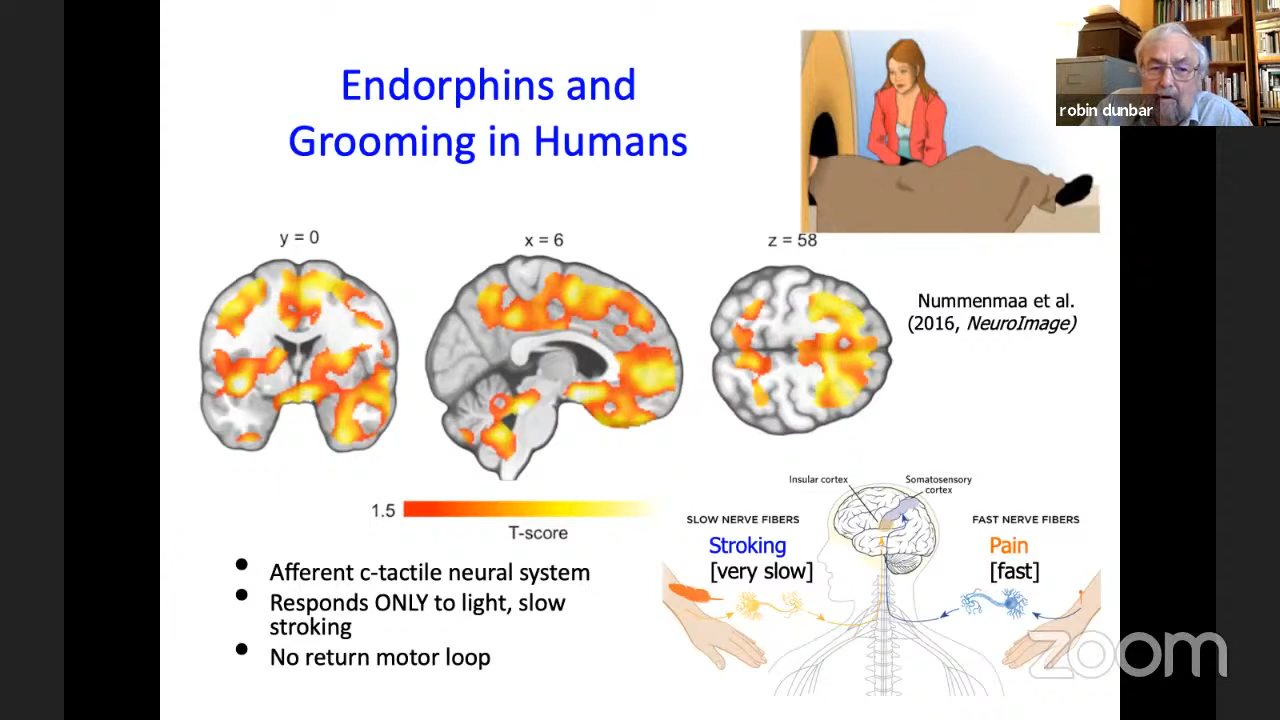 Endorphins and
Grooming in Humans
robin dunbar
y = 0
x = 6
z = 58
Nummenmaa et al.
(2016, NeuroImage)
1.5
T-score
• Afferent c-tactile neural system
• Responds ONLY to light, slow
stroking
• No return motor loop
Insular cortex
Somatosensory
cortex
SLOW NERVE FIBERS
FAST NERVE FIBERS
Stroking
[very slow]
Pain
[fast]
zoom